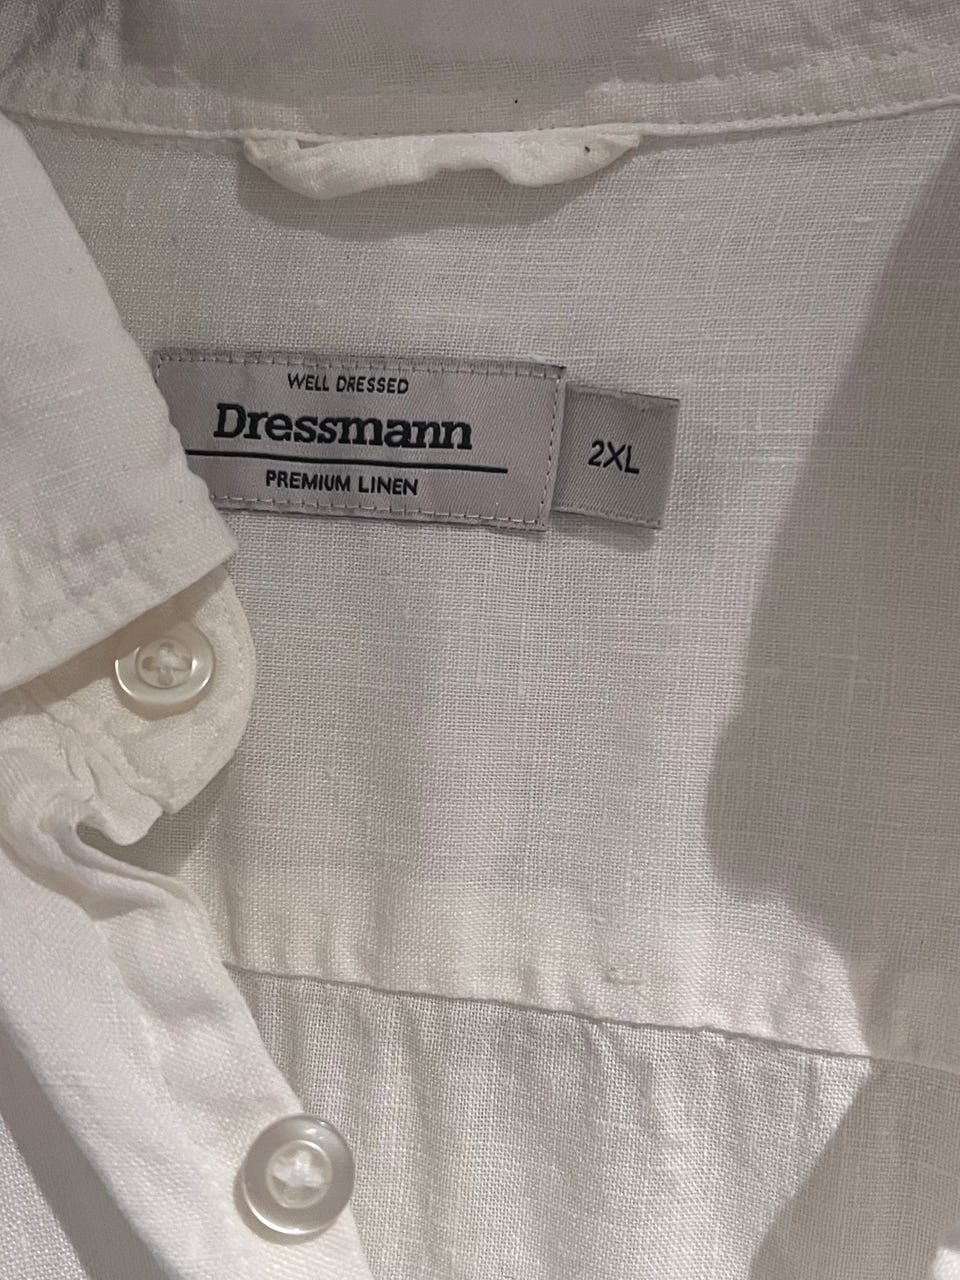 WELL DRESSED
Dressmann
PREMIUM LINEN
2XL